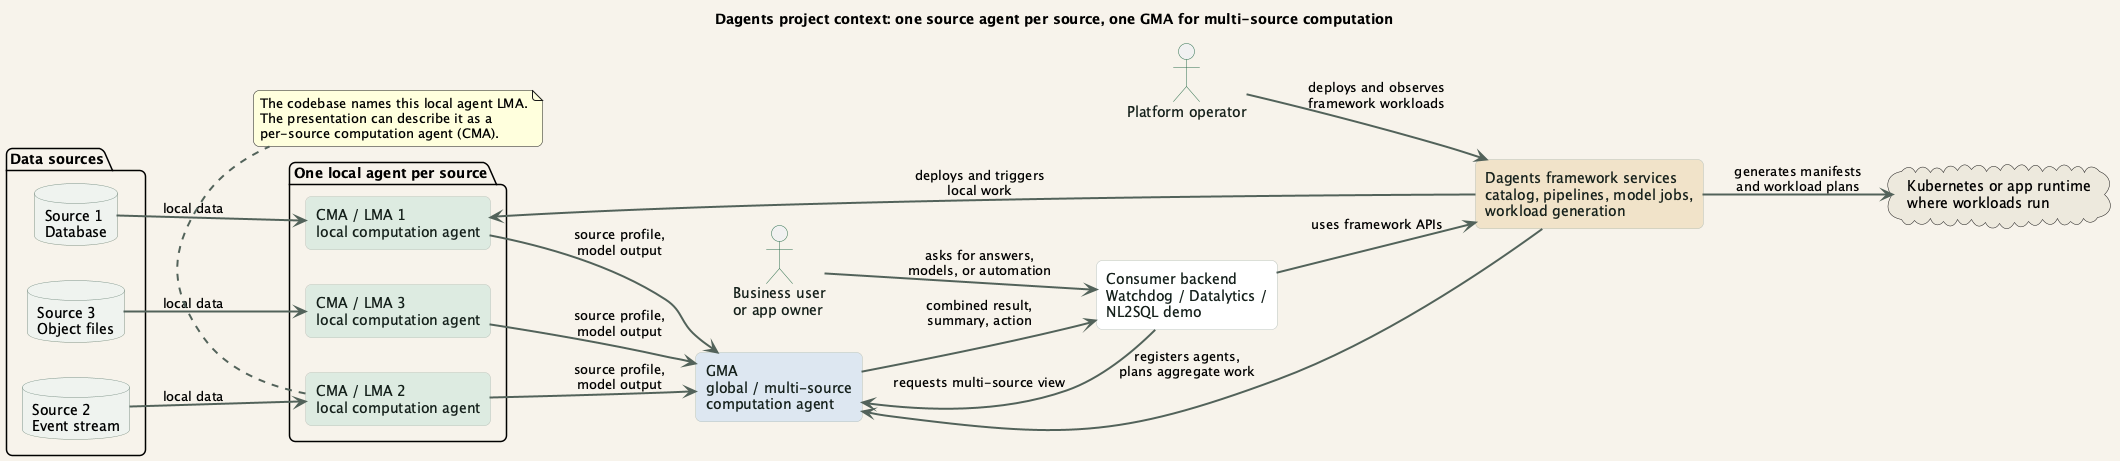 Dagents project context: one source agent per source, one GMA for multi-source computation
Platform operator
deploys and observes
framework workloads
The codebase names this local agent LMA.
The presentation can describe it as a
per-source computation agent (CMA).
Data sources
One local agent per source
Source 1
Database
local data
CMA / LMA 1
local computation agent
deploys and triggers
local work
Dagents framework services
catalog, pipelines, model jobs,
workload generation
generates manifests
and workload plans
Kubernetes or app runtime
where workloads run
source profile,
model output
Business user
or app owner
asks for answers,
models, or automation
uses framework APIs
Consumer backend
Watchdog / Datalytics /
NL2SQL demo
Source 3
Object files
local data
CMA / LMA 3
local computation agent
source profile,
model output
combined result,
summary, action
Source 2
Event stream
local data
CMA / LMA 2
local computation agent
source profile,
model output
GMA
global / multi-source
computation agent
requests multi-source view
registers agents,
plans aggregate work